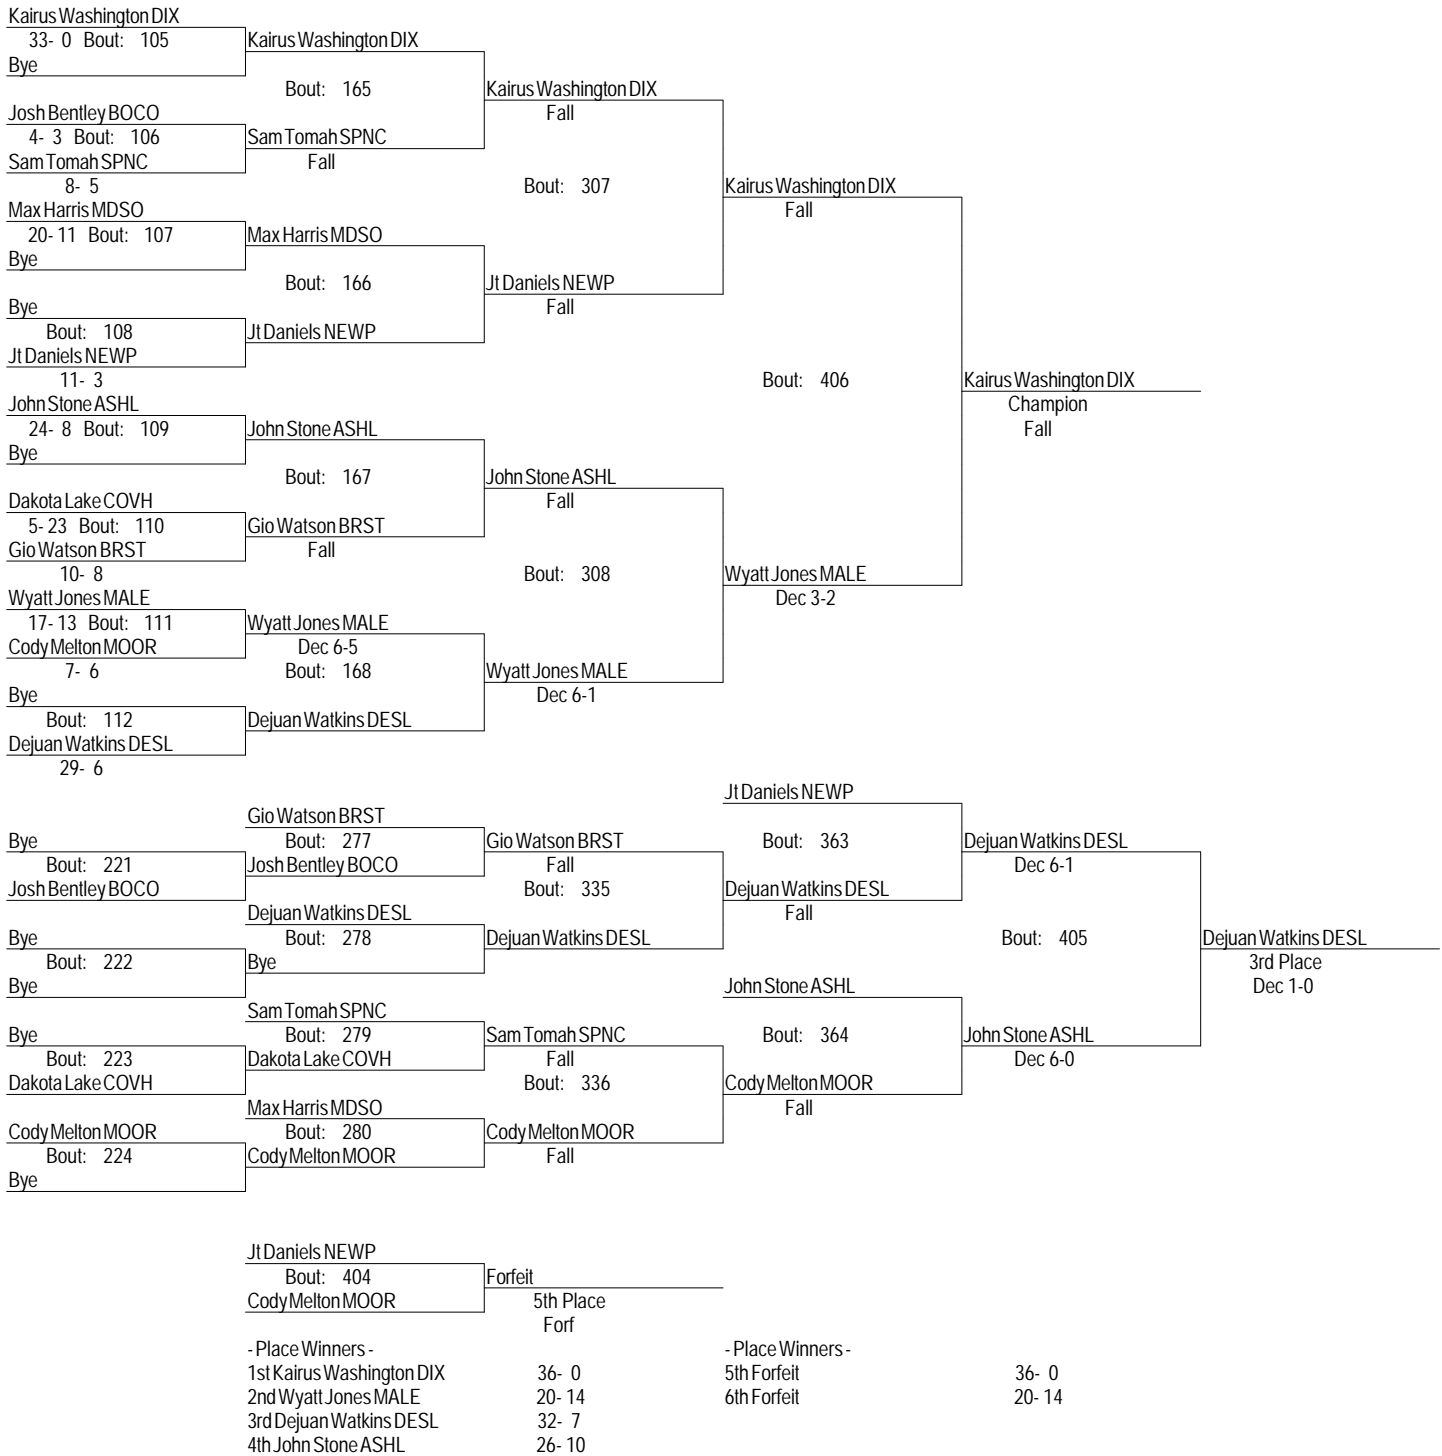 Kairus Washington DIX
33- 0 Bout: 105 Kairus Washington DIX
Bye
Bout: 165 Kairus Washington DIX
Josh Bentley BOCO Fall
4- 3 Bout: 106 Sam Tomah SPNC
Sam Tomah SPNC Fall
8- 5 Bout: 307 Kairus Washington DIX
Max Harris MDSO Fall
20- 11 Bout: 107 Max Harris MDSO
Bye
Bout: 166 Jt Daniels NEWP
Bye Fall
Bout: 108 Jt Daniels NEWP
Jt Daniels NEWP
11- 3 Bout: 406 Kairus Washington DIX
John Stone ASHL Champion
24- 8 Bout: 109 John Stone ASHL Fall
Bye
Bout: 167 John Stone ASHL
Dakota Lake COVH Fall
5- 23 Bout: 110 Gio Watson BRST
Gio Watson BRST Fall
10- 8 Bout: 308 Wyatt Jones MALE
Wyatt Jones MALE Dec 3-2
17- 13 Bout: 111 Wyatt Jones MALE
Cody Melton MOOR Dec 6-5
7- 6 Bout: 168 Wyatt Jones MALE
Bye Dec 6-1
Bout: 112 Dejuan Watkins DESL
Dejuan Watkins DESL
29- 6
Jt Daniels NEWP
Gio Watson BRST
Bye Bout: 277 Gio Watson BRST Bout: 363 Dejuan Watkins DESL
Bout: 221 Josh Bentley BOCO Fall Dec 6-1
Josh Bentley BOCO Bout: 335 Dejuan Watkins DESL
Dejuan Watkins DESL Fall
Bye Bout: 278 Dejuan Watkins DESL Bout: 405 Dejuan Watkins DESL
Bout: 222 Bye 3rd Place
Bye John Stone ASHL Dec 1-0
Sam Tomah SPNC
Bye Bout: 279 Sam Tomah SPNC Bout: 364 John Stone ASHL
Bout: 223 Dakota Lake COVH Fall Dec 6-0
Dakota Lake COVH Bout: 336 Cody Melton MOOR
Max Harris MDSO Fall
Cody Melton MOOR Bout: 280 Cody Melton MOOR
Bout: 224 Cody Melton MOOR Fall
Bye
Jt Daniels NEWP
Bout: 404 Forfeit
Cody Melton MOOR 5th Place
Forf
- Place Winners - - Place Winners -
1st Kairus Washington DIX 36- 0 5th Forfeit 36- 0
2nd Wyatt Jones MALE 20- 14 6th Forfeit 20- 14
3rd Dejuan Watkins DESL 32- 7
4th John Stone ASHL 26- 10